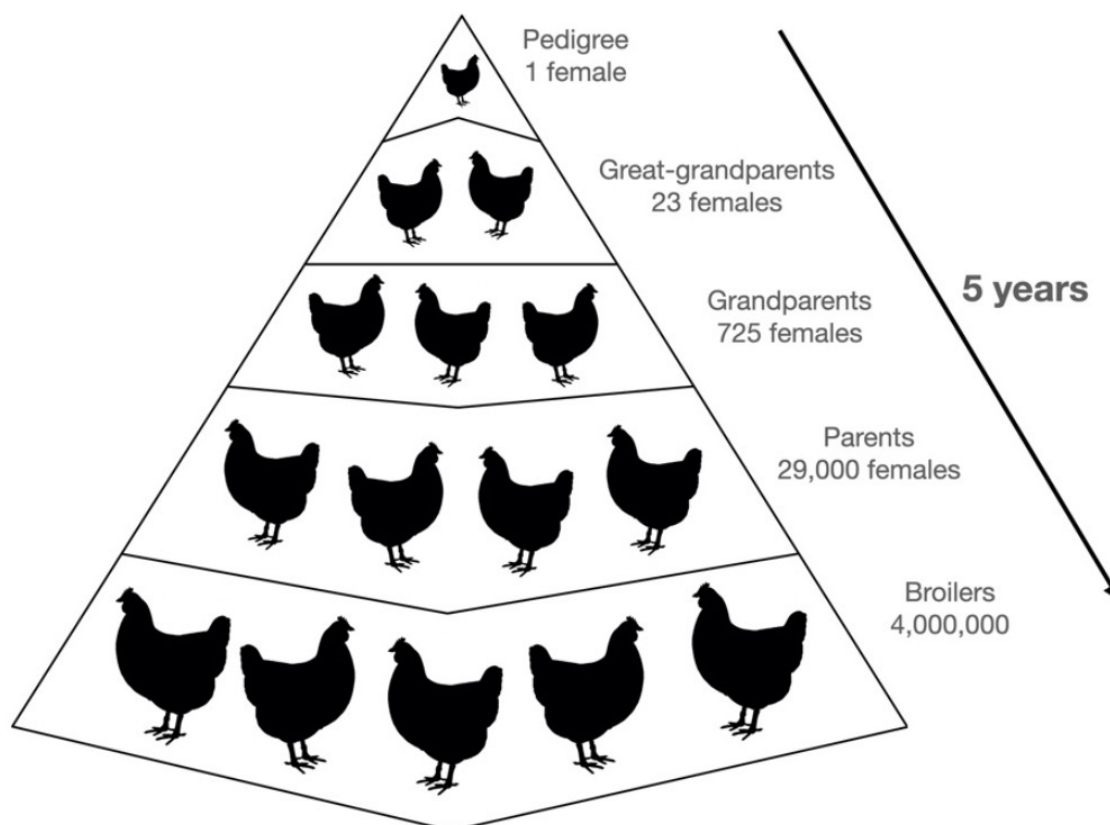 Pedigree
1 female
Great-grandparents
23 females
5 years
Grandparents
725 females
Parents
29,000 females
Broilers
4,000,000